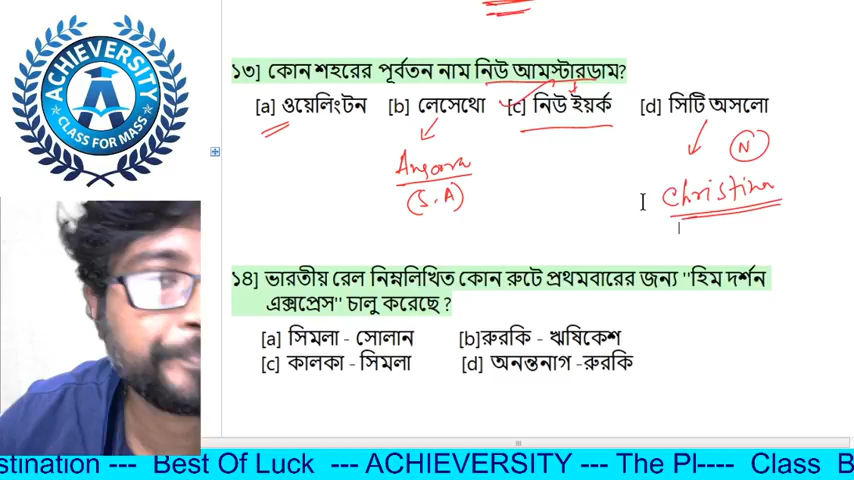 ACHIEVERSITY
CLASS FOR MASS
১৩] কোন শহরের পূর্বতন নাম নিউ আমস্টারডাম?
[a] ওয়েলিংটন [b] লেসেথো [c] নিউ ইয়র্ক [d] সিটি অসলো
N
(S.A)
Christina
১৪] ভারতীয় রেল নিম্নলিখিত কোন রুটে প্রথমবারের জন্য "হিম দর্শন
এক্সপ্রেস" চালু করেছে ?
[a] সিমলা - সোলান [b]রুরকি - ঋষিকেশ
[c] কালকা - সিমলা [d] অনন্তনাগ -রুরকি
stination --- Best Of Luck --- ACHIEVERSITY --- The Pl---- Class B